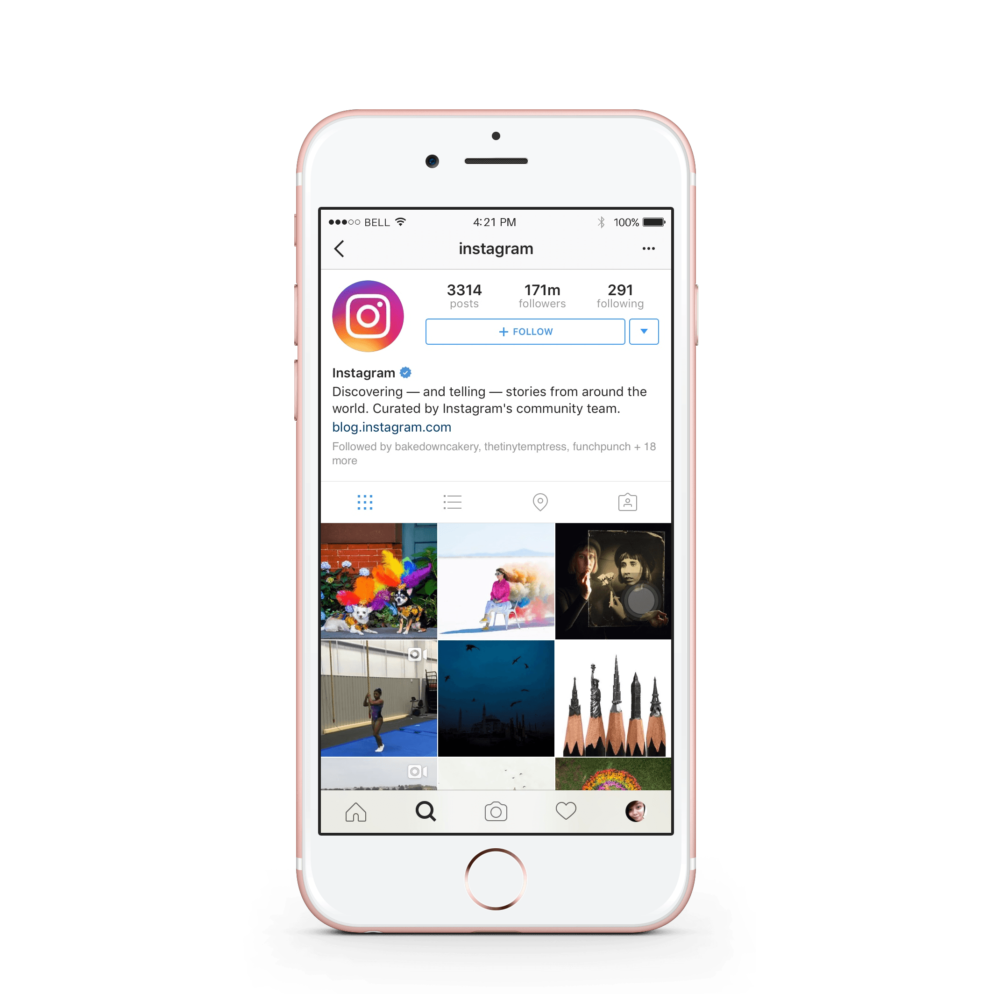 BELL 4:21 PM 100%
instagram
3314 171m 291
posts followers following
+ FOLLOW
Instagram
Discovering — and telling — stories from around the
world. Curated by Instagram's community team.
blog.instagram.com
Followed by bakedowncakery, thetinytemptress, funchpunch + 18
more